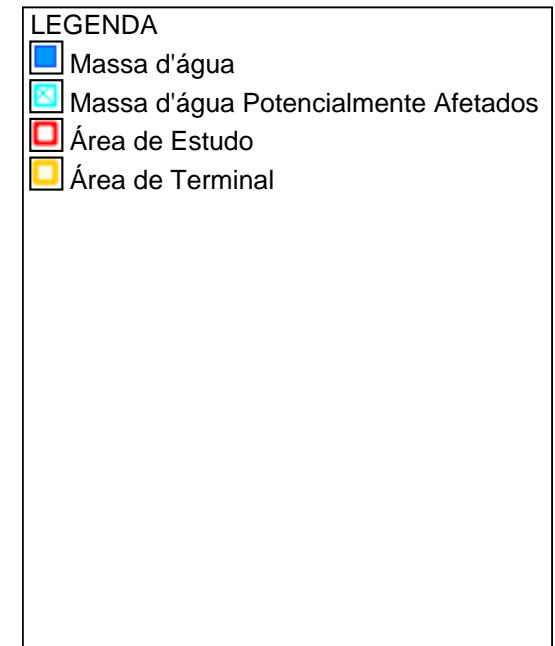 LEGENDA
Massa d'água
Massa d'água Potencialmente Afetados
Área de Estudo
Área de Terminal